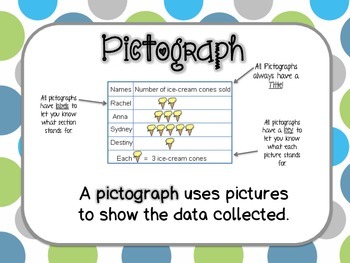 Pictograph
All Pictographs
always have a
Title!
Names Number of ice-cream cones sold
Rachel
Anna
Sydney
Destiny
Each = 3 ice-cream cones
All pictographs
have labels to
let you know
what section
stands for.
All pictographs
have a key to
let you know
what each
picture stands
for.
A pictograph uses pictures
to show the data collected.